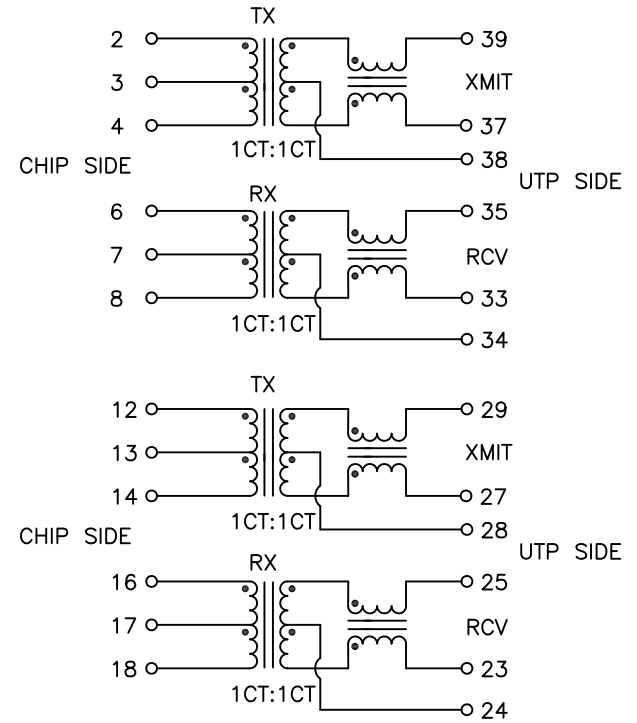 TX
2 39
3 XMIT
4 37
1CT:1CT 38
CHIP SIDE UTP SIDE
RX
6 35
7 RCV
8 33
1CT:1CT 34
TX
12 29
13 XMIT
14 27
1CT:1CT 28
CHIP SIDE UTP SIDE
RX
16 25
17 RCV
18 23
1CT:1CT 24